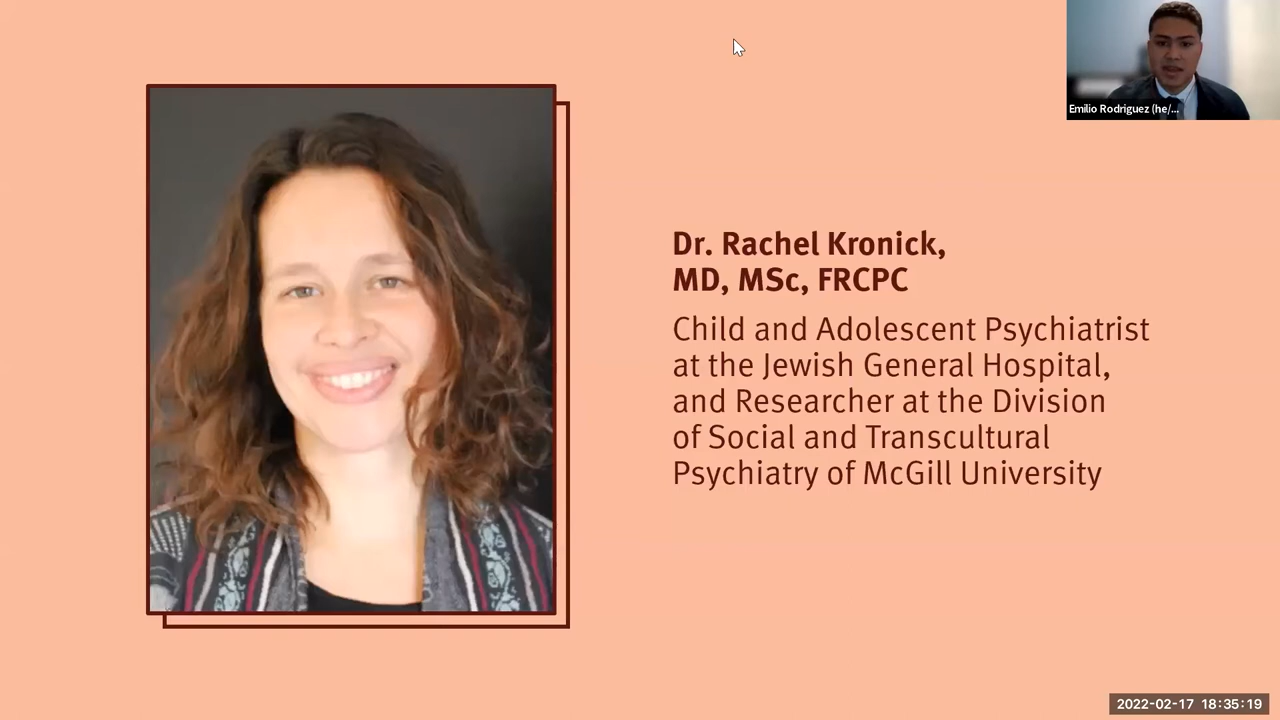 Emilio Rodriguez (he/...
Dr. Rachel Kronick,
MD, MSc, FRCPC
Child and Adolescent Psychiatrist
at the Jewish General Hospital,
and Researcher at the Division
of Social and Transcultural
Psychiatry of McGill University
2022-02-17 18:35:19